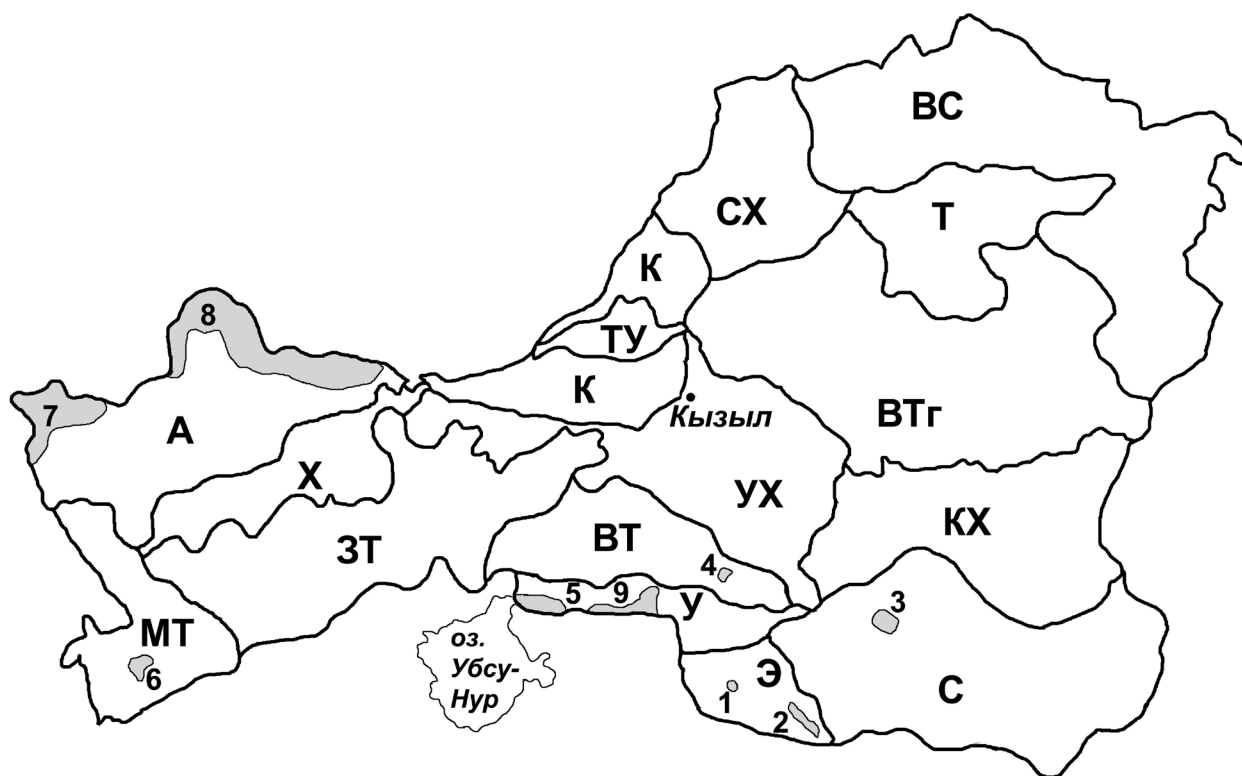 ВС
СХ
Т
К
8
ТУ
К
7
Кызыл
ВТг
А
Х
УХ
КХ
ЗТ
ВТ
4
5
9
У
3
МТ
оз.
Убсу-
Нур
6
Э
С
1
2